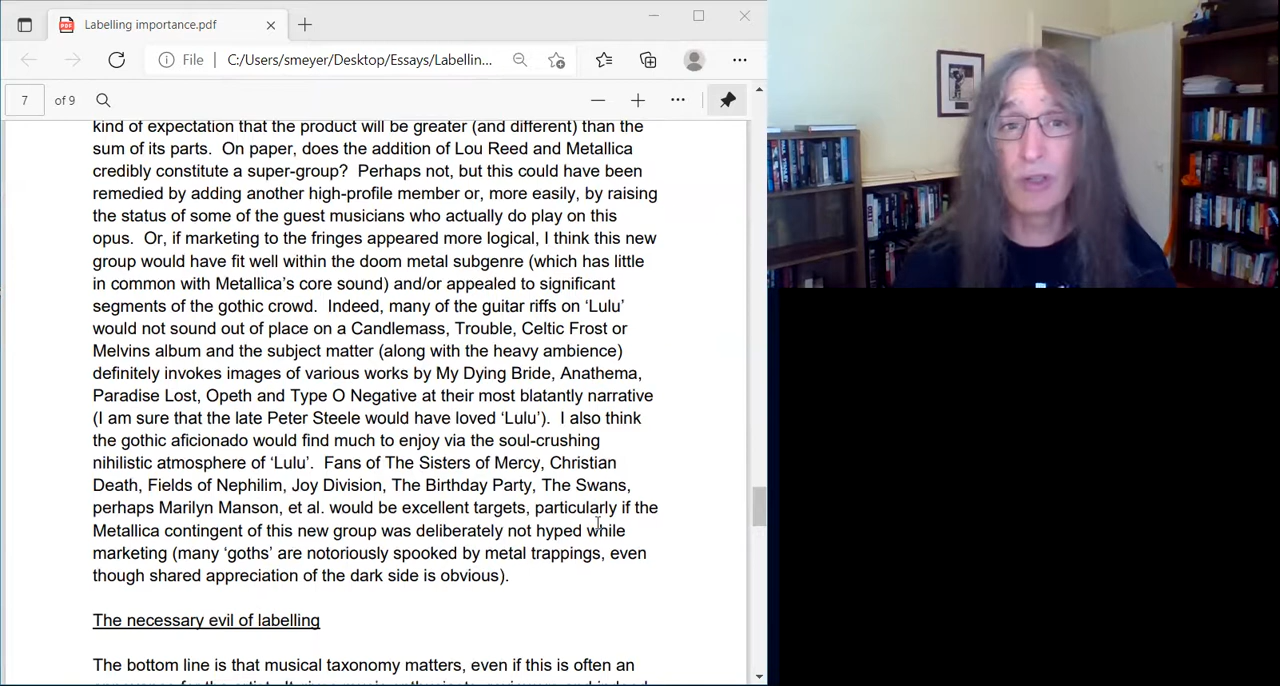 Labelling importance.pdf
File
C:/Users/smeyer/Desktop/Essays/Labellin...
7
of 9
kind of expectation that the product will be greater (and different) than the
sum of its parts. On paper, does the addition of Lou Reed and Metallica
credibly constitute a super-group? Perhaps not, but this could have been
remedied by adding another high-profile member or, more easily, by raising
the status of some of the guest musicians who actually do play on this
opus. Or, if marketing to the fringes appeared more logical, I think this new
group would have fit well within the doom metal subgenre (which has little
in common with Metallica's core sound) and/or appealed to significant
segments of the gothic crowd. Indeed, many of the guitar riffs on ‘Lulu’
would not sound out of place on a Candlemass, Trouble, Celtic Frost or
Melvins album and the subject matter (along with the heavy ambience)
definitely invokes images of various works by My Dying Bride, Anathema,
Paradise Lost, Opeth and Type O Negative at their most blatantly narrative
(I am sure that the late Peter Steele would have loved ‘Lulu’). I also think
the gothic aficionado would find much to enjoy via the soul-crushing
nihilistic atmosphere of ‘Lulu’. Fans of The Sisters of Mercy, Christian
Death, Fields of Nephilim, Joy Division, The Birthday Party, The Swans,
perhaps Marilyn Manson, et al. would be excellent targets, particularly if the
Metallica contingent of this new group was deliberately not hyped while
marketing (many ‘goths’ are notoriously spooked by metal trappings, even
though shared appreciation of the dark side is obvious).
The necessary evil of labelling
The bottom line is that musical taxonomy matters, even if this is often an